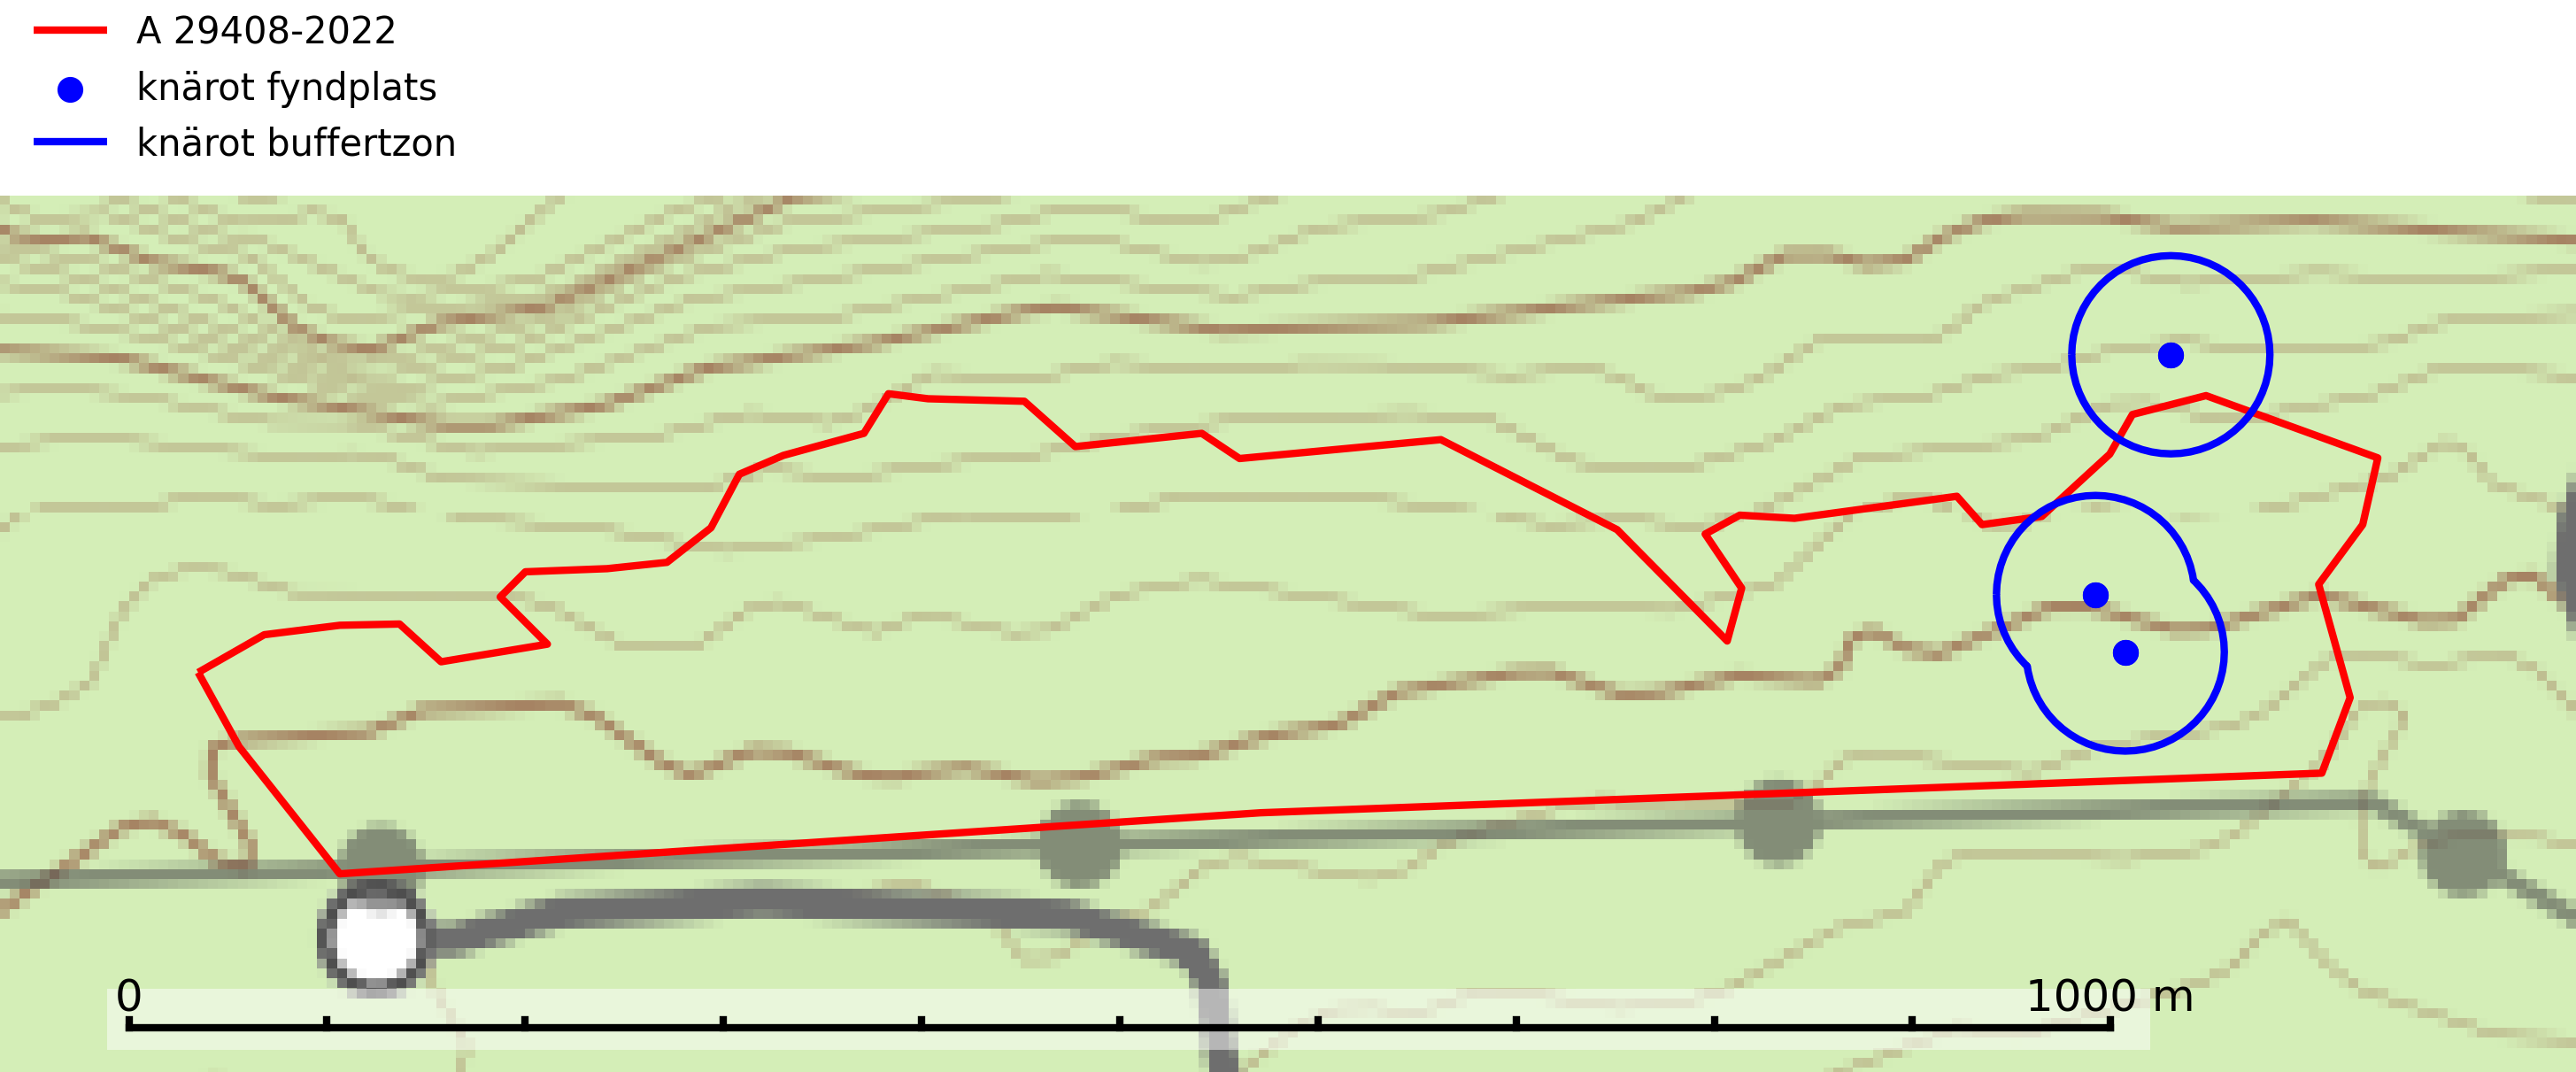 A 29408-2022
knärot fyndplats
knärot buffertzon
0
1000 m